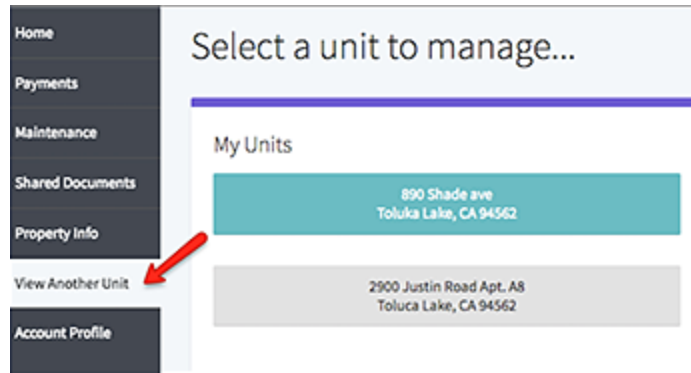 Home
Payments
Maintenance
Shared Documents
Property Info
View Another Unit
Account Profile
Select a unit to manage...
My Units
890 Shade ave
Toluka Lake, CA 94562
2900 Justin Road Apt. A8
Toluca Lake, CA 94562